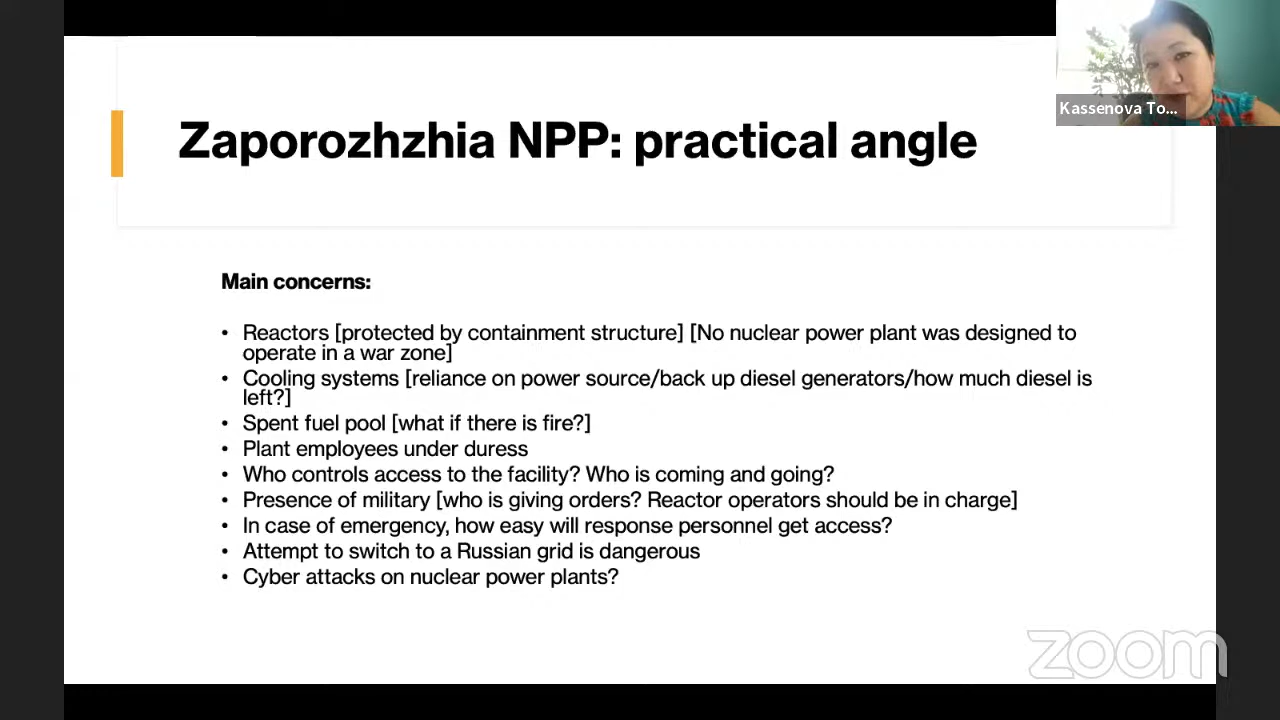 Kassenova To...
Zaporozhzhia NPP: practical angle
Main concerns:
• Reactors [protected by containment structure] [No nuclear power plant was designed to
operate in a war zone]
• Cooling systems [reliance on power source/back up diesel generators/how much diesel is
left?]
• Spent fuel pool [what if there is fire?]
• Plant employees under duress
• Who controls access to the facility? Who is coming and going?
• Presence of military [who is giving orders? Reactor operators should be in charge]
• In case of emergency, how easy will response personnel get access?
• Attempt to switch to a Russian grid is dangerous
• Cyber attacks on nuclear power plants?
zoom